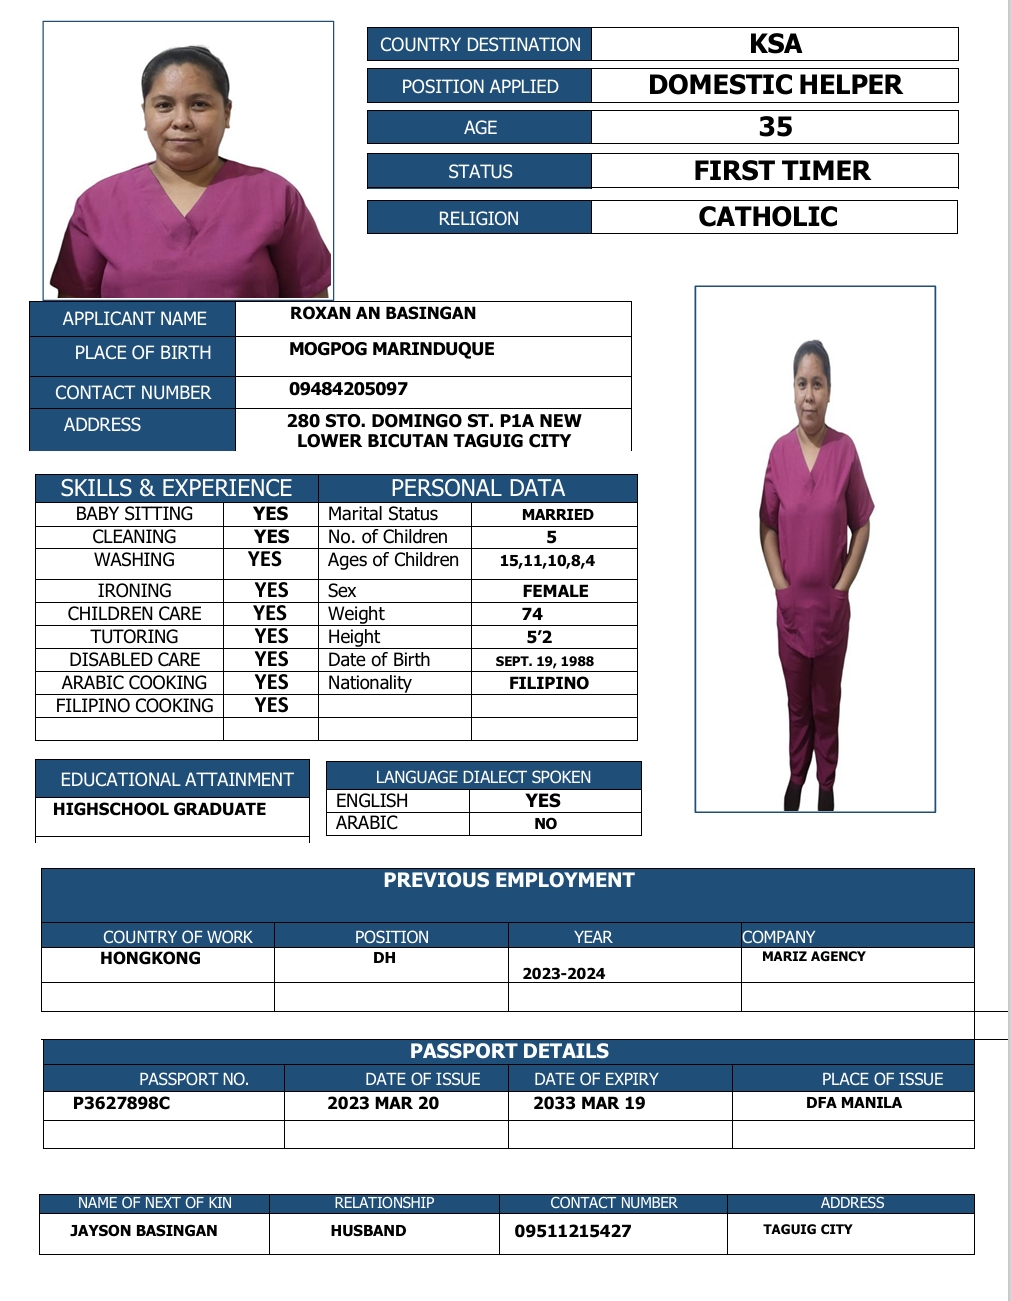 COUNTRY DESTINATION KSA
POSITION APPLIED DOMESTIC HELPER
AGE 35
STATUS FIRST TIMER
RELIGION CATHOLIC
APPLICANT NAME ROXAN AN BASINGAN
PLACE OF BIRTH MOGPOG MARINDUQUE
CONTACT NUMBER 09484205097
ADDRESS 280 STO. DOMINGO ST. P1A NEW
LOWER BICUTAN TAGUIG CITY
SKILLS & EXPERIENCE PERSONAL DATA
BABY SITTING YES Marital Status MARRIED
CLEANING YES No. of Children 5
WASHING YES Ages of Children 15,11,10,8,4
IRONING YES Sex FEMALE
CHILDREN CARE YES Weight 74
TUTORING YES Height 5’2
DISABLED CARE YES Date of Birth SEPT. 19, 1988
ARABIC COOKING YES Nationality FILIPINO
FILIPINO COOKING YES
EDUCATIONAL ATTAINMENT
HIGHSCHOOL GRADUATE
LANGUAGE DIALECT SPOKEN
ENGLISH YES
ARABIC NO
PREVIOUS EMPLOYMENT
COUNTRY OF WORK POSITION YEAR COMPANY
HONGKONG DH 2023-2024 MARIZ AGENCY
PASSPORT DETAILS
PASSPORT NO. DATE OF ISSUE DATE OF EXPIRY PLACE OF ISSUE
P3627898C 2023 MAR 20 2033 MAR 19 DFA MANILA
NAME OF NEXT OF KIN RELATIONSHIP CONTACT NUMBER ADDRESS
JAYSON BASINGAN HUSBAND 09511215427 TAGUIG CITY